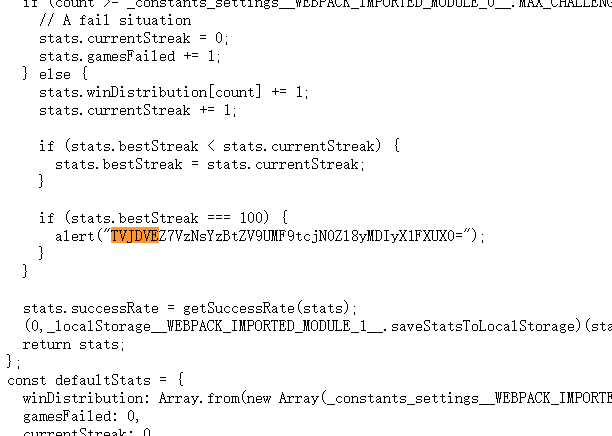 if (count >= _constants_settings__WEBPACK_IMPORTED_MODULE_0__.MAX_CHALLENG
// A fail situation
stats.currentStreak = 0;
stats.gamesFailed += 1;
} else {
stats.winDistribution[count] += 1;
stats.currentStreak += 1;
if (stats.bestStreak < stats.currentStreak) {
stats.bestStreak = stats.currentStreak;
}
if (stats.bestStreak === 100) {
alert("TVJDVEZ7VzNsYzBtZV9UMF9tcjN0Z18yMDIyX1FXUX0=");
}
}
stats.successRate = getSuccessRate(stats);
(0,_localStorage__WEBPACK_IMPORTED_MODULE_1__.saveStatsToLocalStorage)(sta
return stats;
};
const defaultStats = {
winDistribution: Array.from(new Array(_constants_settings__WEBPACK_IMPORTE
gamesFailed: 0,
currentStreak: 0